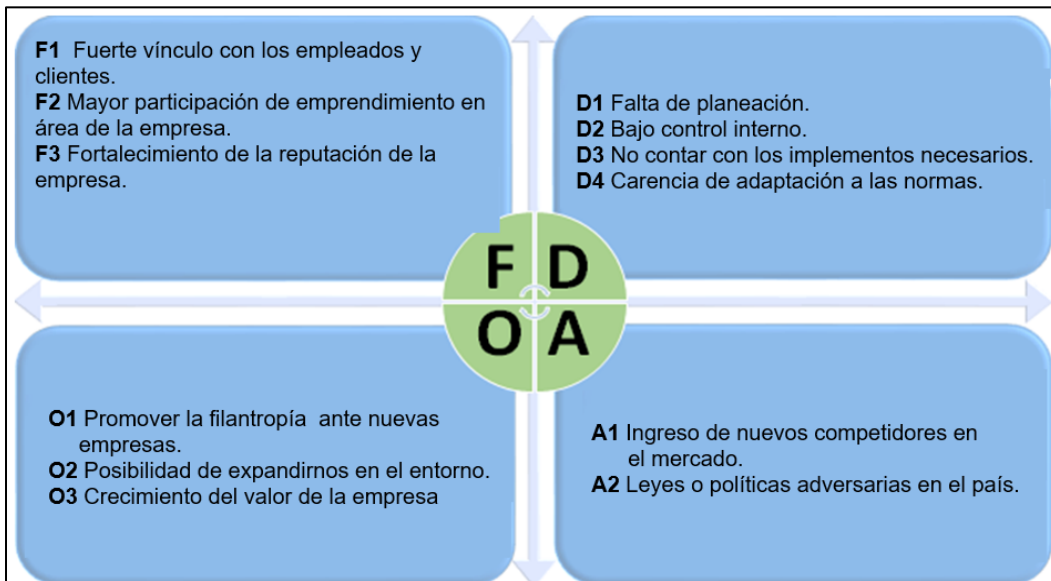 F1 Fuerte vínculo con los empleados y
clientes.
F2 Mayor participación de emprendimiento en
área de la empresa.
F3 Fortalecimiento de la reputación de la
empresa.
D1 Falta de planeación.
D2 Bajo control interno.
D3 No contar con los implementos necesarios.
D4 Carencia de adaptación a las normas.
F D
O A
O1 Promover la filantropía ante nuevas
empresas.
O2 Posibilidad de expandirnos en el entorno.
O3 Crecimiento del valor de la empresa
A1 Ingreso de nuevos competidores en
el mercado.
A2 Leyes o políticas adversarias en el país.